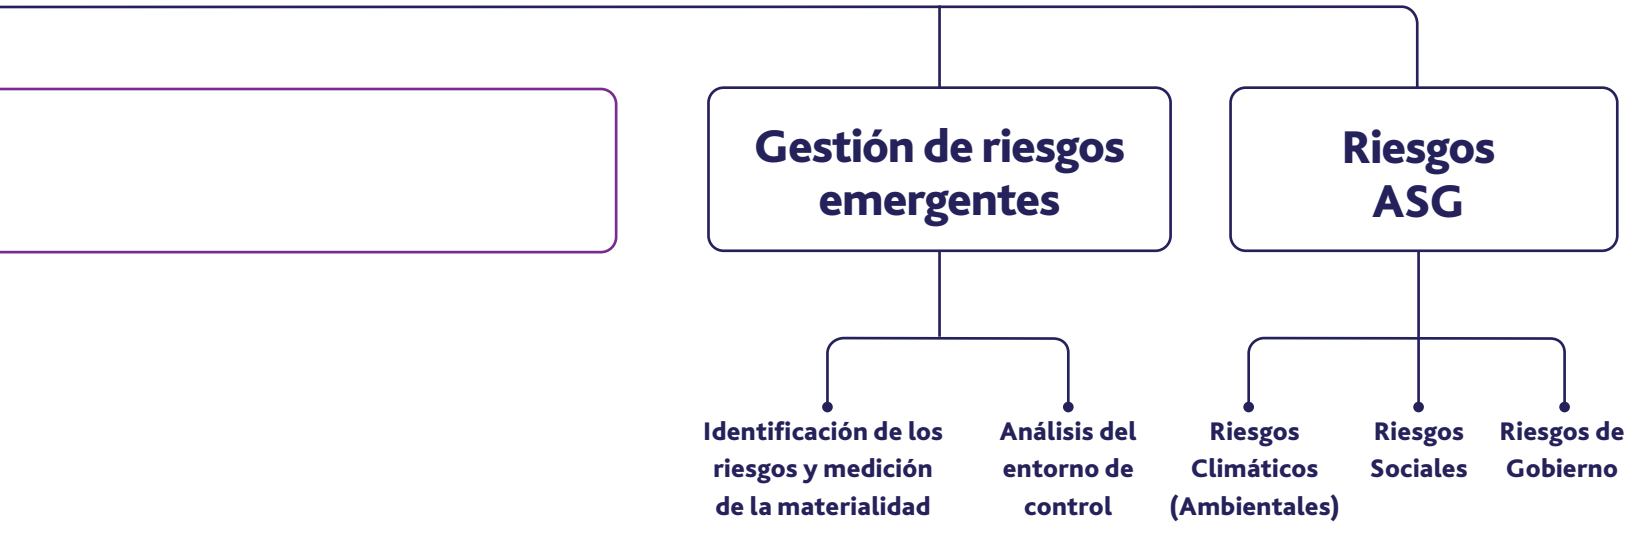 Gestión de riesgos
emergentes
Riesgos
ASG
Identificación de los
riesgos y medición
de la materialidad
Análisis del
entorno de
control
Riesgos
Climáticos
(Ambientales)
Riesgos
Sociales
Riesgos de
Gobierno